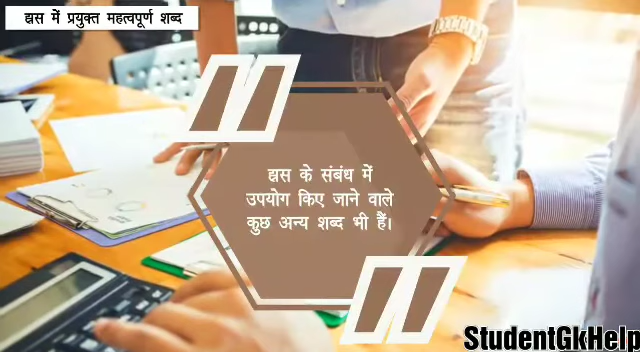 ह्रास में प्रयुक्त महत्वपूर्ण शब्द
ह्रास के संबंध में
उपयोग किए जाने वाले
कुछ अन्य शब्द भी हैं।
StudentGkHelp